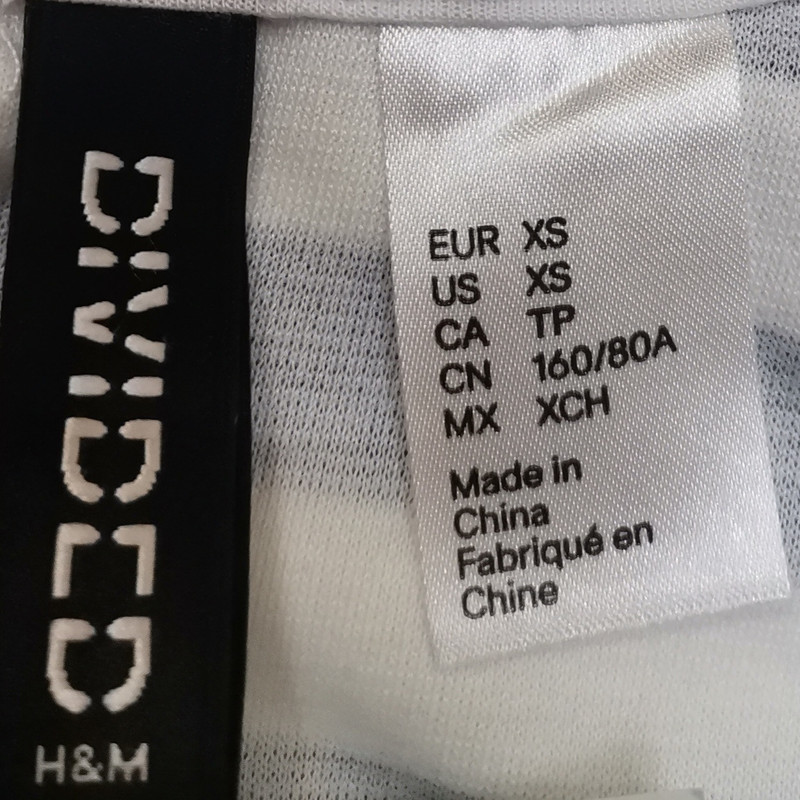 DIVIDED
H&M
EUR XS
US XS
CA TP
CN 160/80A
MX XCH
Made in
China
Fabriqué en
Chine